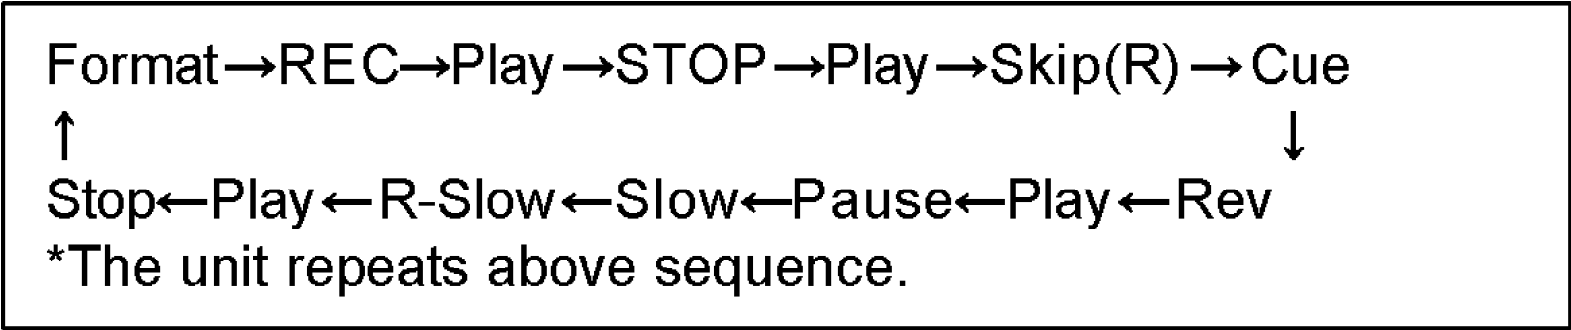 Format→REC→Play→STOP→Play→Skip(R)→Cue
↑ ↓
Stop←Play←R-Slow←Slow←Pause←Play←Rev
*The unit repeats above sequence.